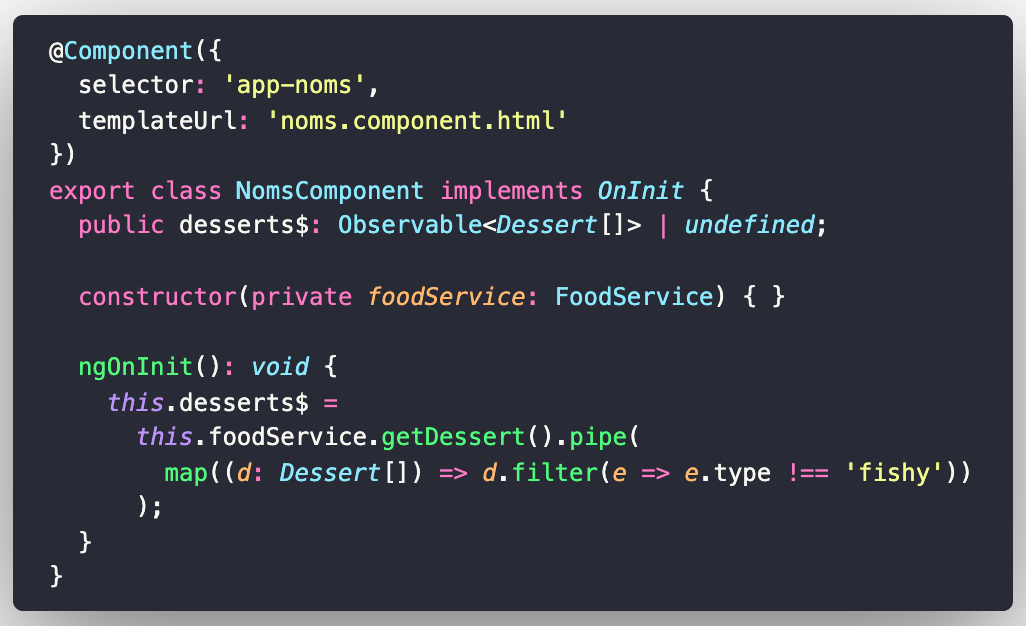 @Component({
  selector: 'app-noms',
  templateUrl: 'noms.component.html'
})
export class NomsComponent implements OnInit {
  public desserts$: Observable<Dessert[]> | undefined;
  constructor(private foodService: FoodService) { }
  ngOnInit(): void {
    this.desserts$ =
      this.foodService.getDessert().pipe(
        map((d: Dessert[]) => d.filter(e => e.type !== 'fishy'))
      );
  }
}